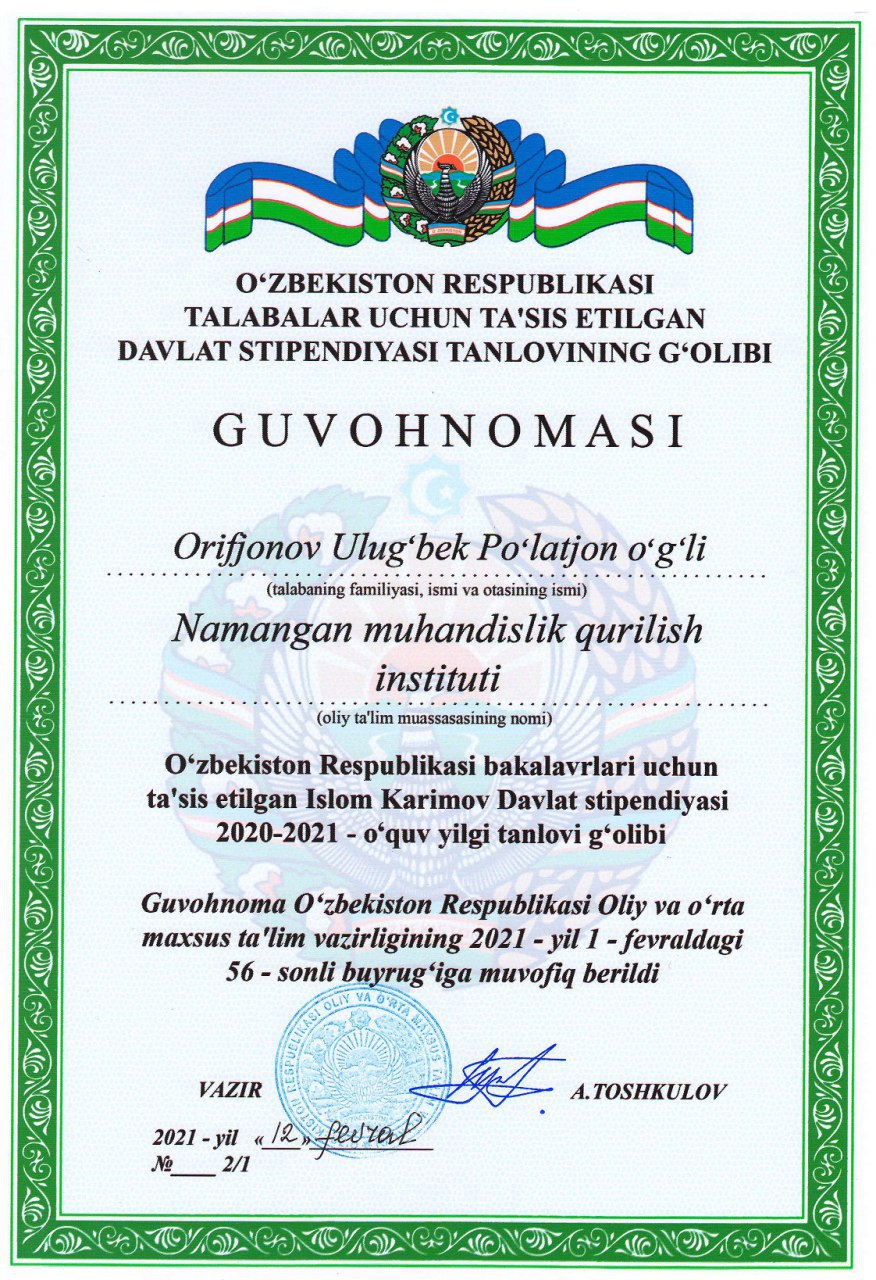 O‘ZBEKISTON RESPUBLIKASI
TALABALAR UCHUN TA'SIS ETILGAN
DAVLAT STIPENDIYASI TANLOVINING G‘OLIBI
GUVOHNOMASI
Orifjonov Ulug‘bek Po‘latjon o‘g‘li
(talabaning familiyasi, ismi va otasining ismi)
Namangan muhandislik qurilish
instituti
(oliy ta'lim muassasasining nomi)
O‘zbekiston Respublikasi bakalavrlari uchun
ta'sis etilgan Islom Karimov Davlat stipendiyasi
2020-2021 - o‘quv yilgi tanlovi g‘olibi
Guvohnoma O‘zbekiston Respublikasi Oliy va o‘rta
maxsus ta'lim vazirligining 2021 - yil 1 - fevraldagi
56 - sonli buyrug‘iga muvofiq berildi
RESPUBLIKASI OLIY VA O‘RTA MAXSUS
VAZIR A.TOSHKULOV
2021 - yil «12» fevral
№____ 2/1